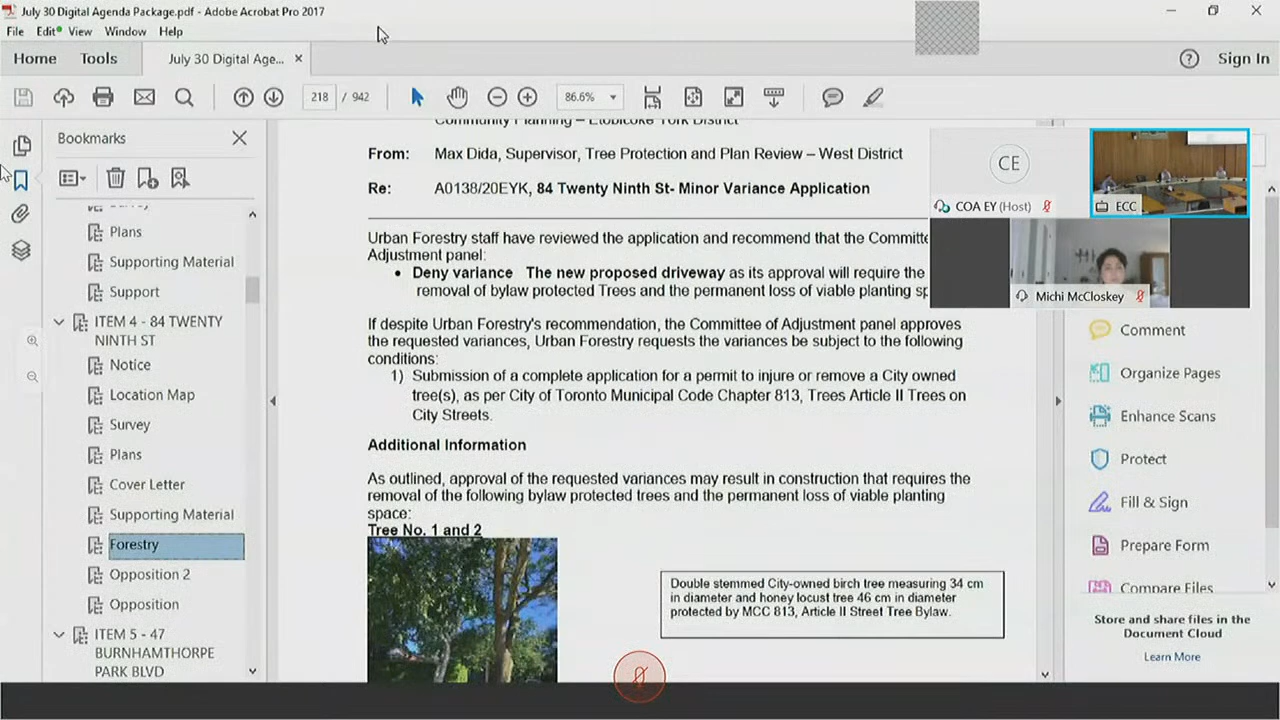 July 30 Digital Agenda Package.pdf - Adobe Acrobat Pro 2017
File Edit View Window Help
Home Tools July 30 Digital Age... × Sign In
218 / 942 86.6%
Bookmarks
Plans
Supporting Material
Support
ITEM 4 - 84 TWENTY
NINTH ST
Notice
Location Map
Survey
Plans
Cover Letter
Supporting Material
Forestry
Opposition 2
Opposition
ITEM 5 - 47
BURNHAMTHORPE
PARK BLVD
Community Planning – Etobicoke York District
From: Max Dida, Supervisor, Tree Protection and Plan Review – West District
Re: A0138/20EYK, 84 Twenty Ninth St- Minor Variance Application
Urban Forestry staff have reviewed the application and recommend that the Committe
Adjustment panel:
• Deny variance The new proposed driveway as its approval will require the
removal of bylaw protected Trees and the permanent loss of viable planting sp
If despite Urban Forestry's recommendation, the Committee of Adjustment panel approves
the requested variances, Urban Forestry requests the variances be subject to the following
conditions:
1) Submission of a complete application for a permit to injure or remove a City owned
tree(s), as per City of Toronto Municipal Code Chapter 813, Trees Article II Trees on
City Streets.
Additional Information
As outlined, approval of the requested variances may result in construction that requires the
removal of the following bylaw protected trees and the permanent loss of viable planting
space:
Tree No. 1 and 2
Double stemmed City-owned birch tree measuring 34 cm
in diameter and honey locust tree 46 cm in diameter
protected by MCC 813, Article II Street Tree Bylaw.
CE
COA EY (Host)
ECC
Michi McCloskey
Comment
Organize Pages
Enhance Scans
Protect
Fill & Sign
Prepare Form
Compare Files
Store and share files in the
Document Cloud
Learn More